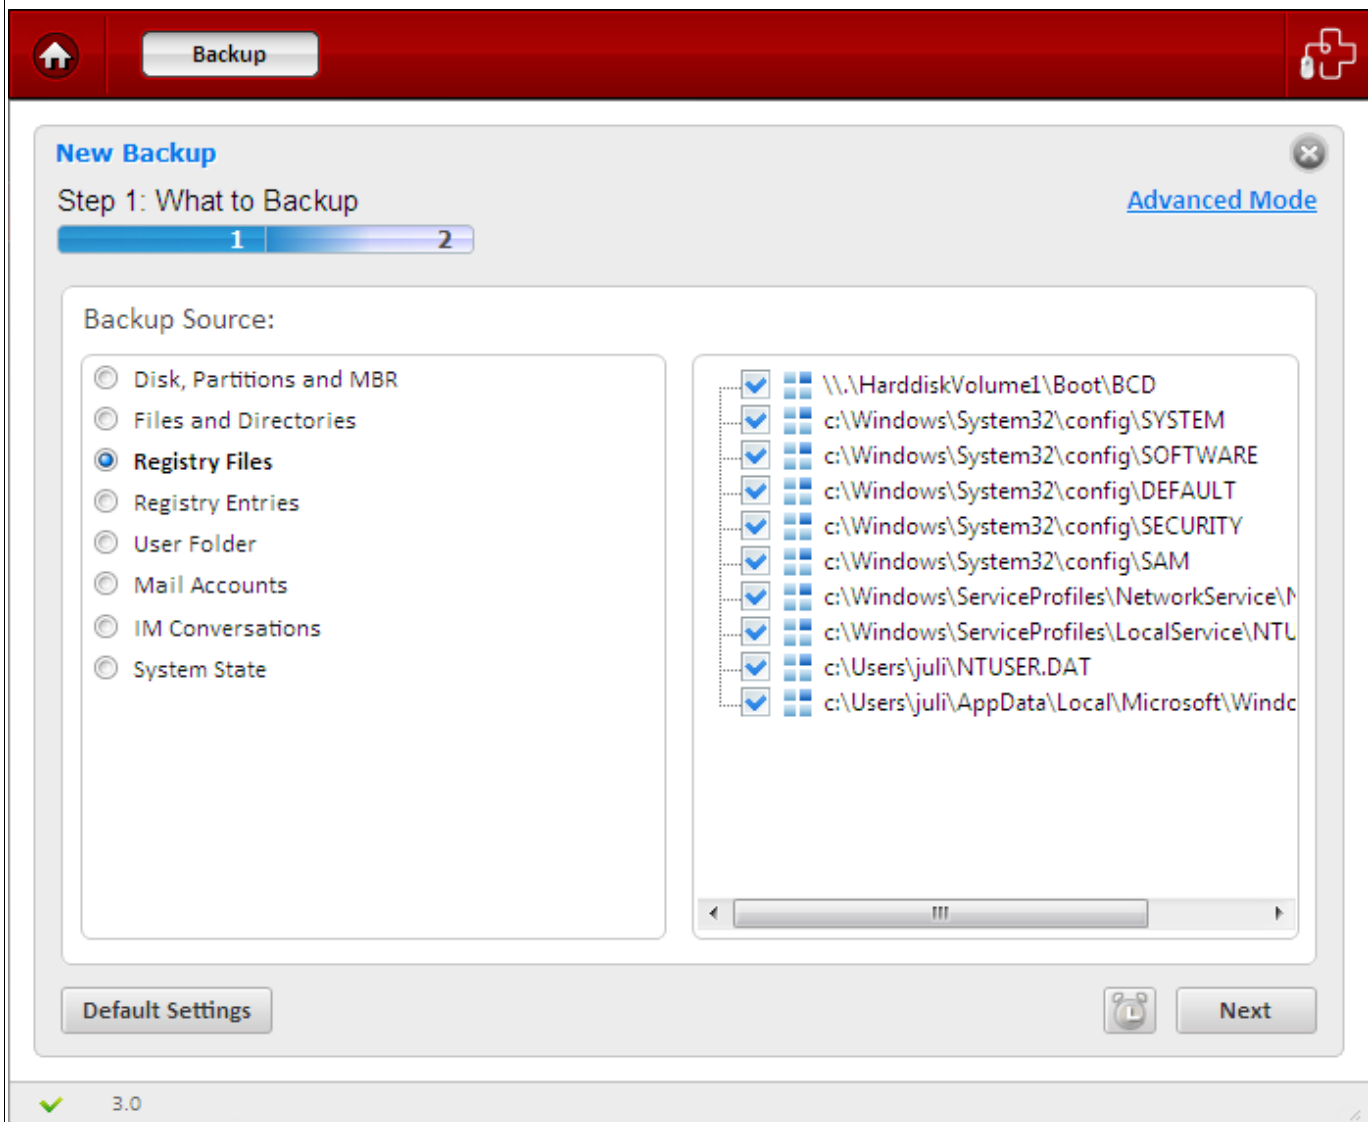 Backup
New Backup
Step 1: What to Backup
Advanced Mode
1 2
Backup Source:
Disk, Partitions and MBR
Files and Directories
Registry Files
Registry Entries
User Folder
Mail Accounts
IM Conversations
System State
\\.\HarddiskVolume1\Boot\BCD
c:\Windows\System32\config\SYSTEM
c:\Windows\System32\config\SOFTWARE
c:\Windows\System32\config\DEFAULT
c:\Windows\System32\config\SECURITY
c:\Windows\System32\config\SAM
c:\Windows\ServiceProfiles\NetworkService\N
c:\Windows\ServiceProfiles\LocalService\NTU
c:\Users\juli\NTUSER.DAT
c:\Users\juli\AppData\Local\Microsoft\Windo
Default Settings
Next
3.0